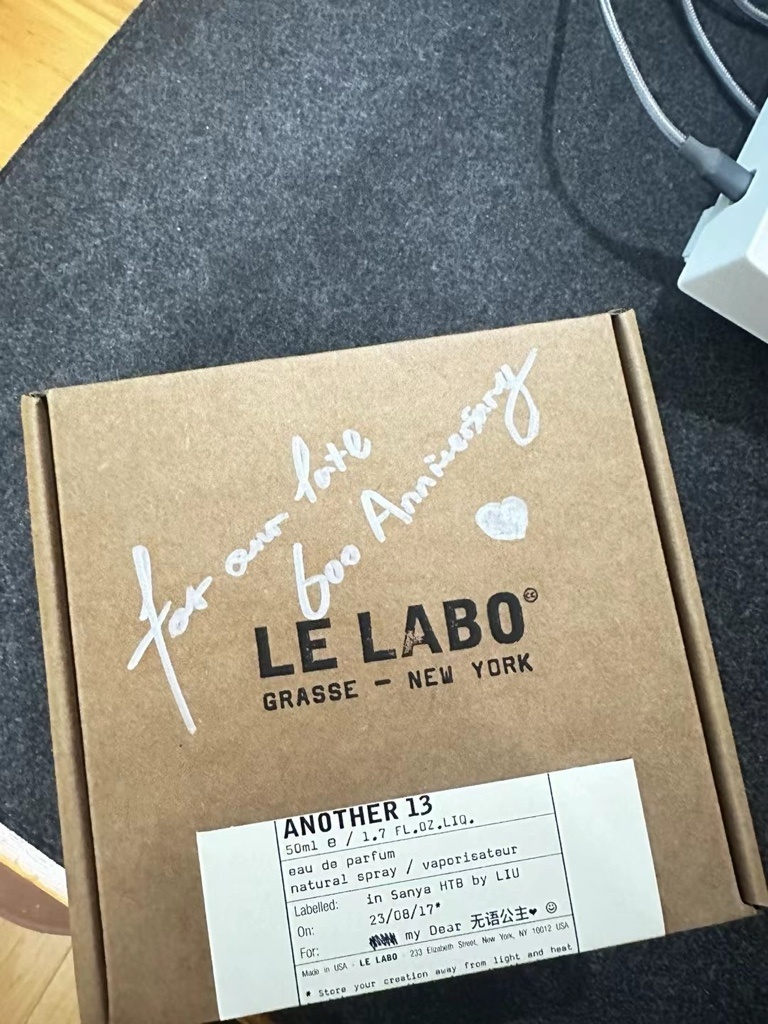 For our late
600 Anniversary
LE LABO
GRASSE – NEW YORK
ANOTHER 13
50ml e / 1.7 FL.OZ.LIQ.
eau de parfum
natural spray / vaporisateur
Labelled: in Sanya HTB by LIU
On: 23/08/17*
For: my Dear 无语公主♥ ☺
Made in USA - LE LABO - 233 Elizabeth Street, New York, NY 10012 USA
* Store your creation away from light and heat